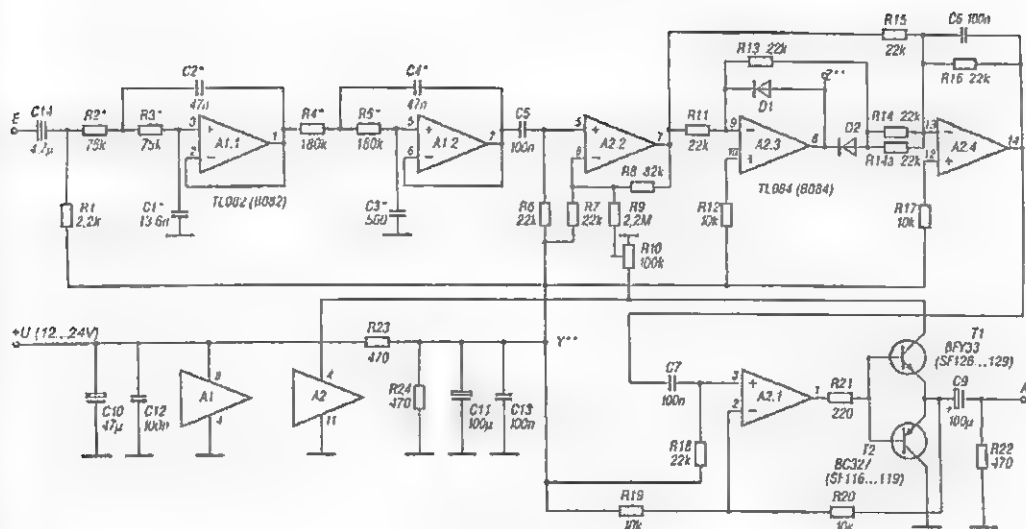 E
C14
4,7µ
R1
2,2k
R2*
75k
R3*
75k
C2*
47n
C1*
13,6n
3
2
A1.1
1
TL082 (B082)
R4*
180k
R5*
180k
C4*
47n
C3*
560
5
6
A1.2
7
C5
100n
R6
22k
5
6
A2.2
7
R7
22k
R8 82k
R9
2,2M
R10
100k
R11
22k
R12
10k
R13 22k
D1
Z**
9
10
A2.3
8
TL084 (B084)
D2
R14 22k
R14a 22k
R15
22k
C6 100n
R16 22k
13
12
A2.4
14
R17
10k
+U (12...24V)
C10
47µ
C12
100n
8
A1
4
4
A2
11
R23
470
R24
470
C11
100µ
C13
100n
Y**
C7
100n
R18
22k
3
2
A2.1
1
R21
220
T1
BFY33
(SF126...129)
T2
BC327
(SF116...119)
C9
100µ
+
A
R22
470
R19
10k
R20
10k